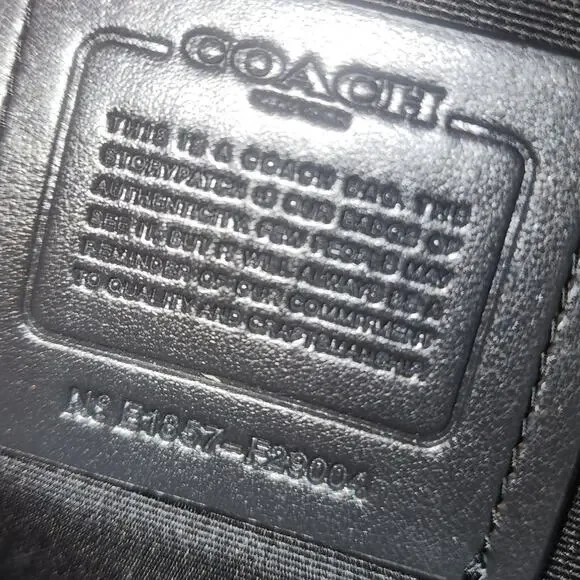 COACH
THIS IS A COACH BAG. THIS
STORYPATCH IS OUR BADGE OF
AUTHENTICITY. FEW PEOPLE MAY
SEE IT, BUT IT WILL ALWAYS BE A
REMINDER OF OUR COMMITMENT
TO QUALITY AND CRAFTSMANSHIP.
E1857-F29004